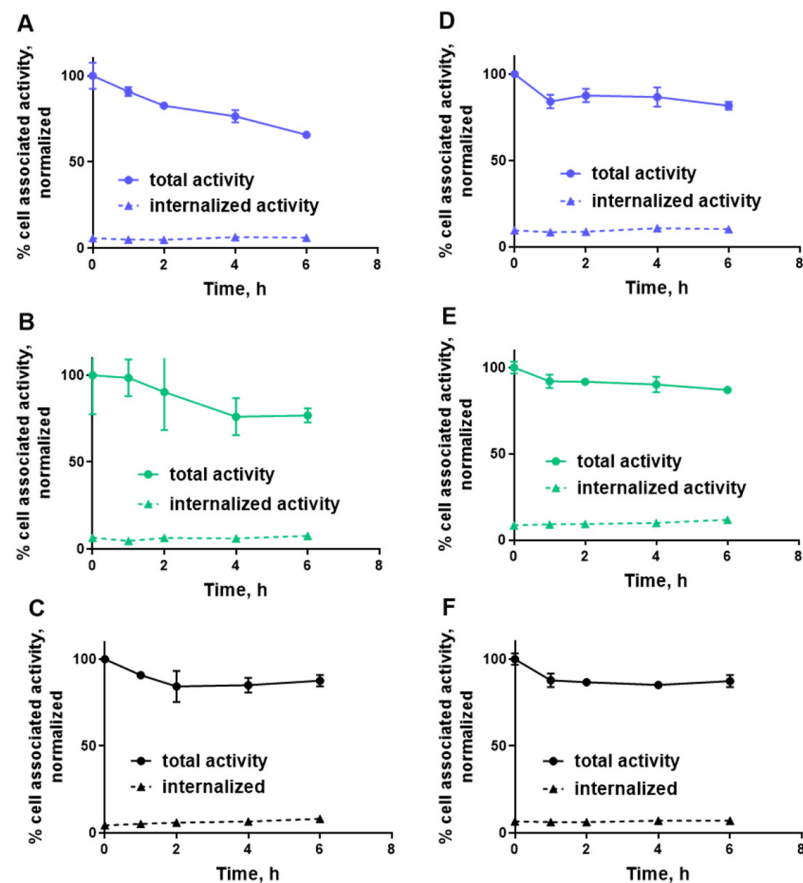 A
% cell associated activity,
normalized
100
50
0
total activity
internalized activity
0 2 4 6 8
Time, h
D
% cell associated activity,
normalized
100
50
0
total activity
internalized activity
0 2 4 6 8
Time, h
B
% cell associated activity,
normalized
100
50
0
total activity
internalized activity
0 2 4 6 8
Time, h
E
% cell associated activity,
normalized
100
50
0
total activity
internalized activity
0 2 4 6 8
Time, h
C
% cell associated activity,
normalized
100
50
0
total activity
internalized
0 2 4 6 8
Time, h
F
% cell associated activity,
normalized
100
50
0
total activity
internalized
0 2 4 6 8
Time, h